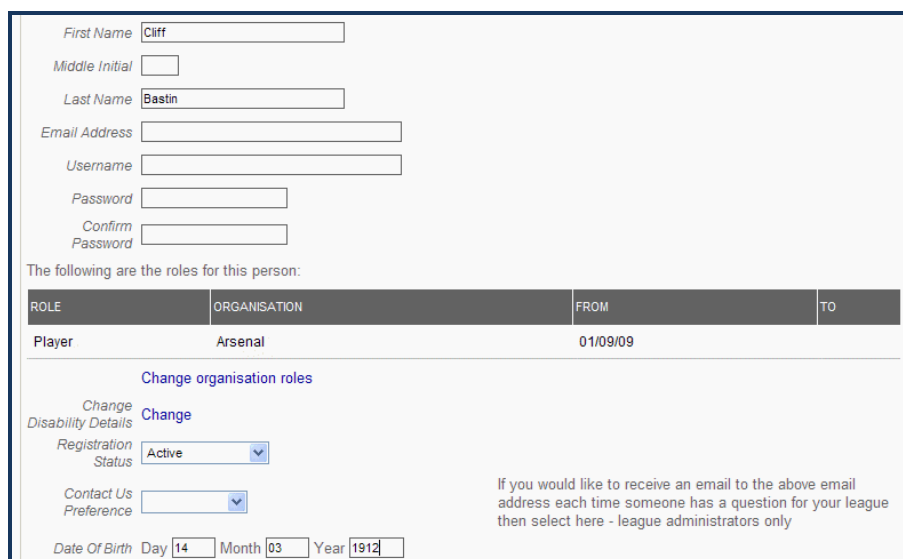 First Name Cliff
Middle Initial
Last Name Bastin
Email Address
Username
Password
Confirm
Password
The following are the roles for this person:
ROLE ORGANISATION FROM TO
Player Arsenal 01/09/09
Change organisation roles
Change
Disability Details Change
Registration
Status Active
Contact Us
Preference
If you would like to receive an email to the above email
address each time someone has a question for your league
then select here - league administrators only
Date Of Birth Day 14 Month 03 Year 1912